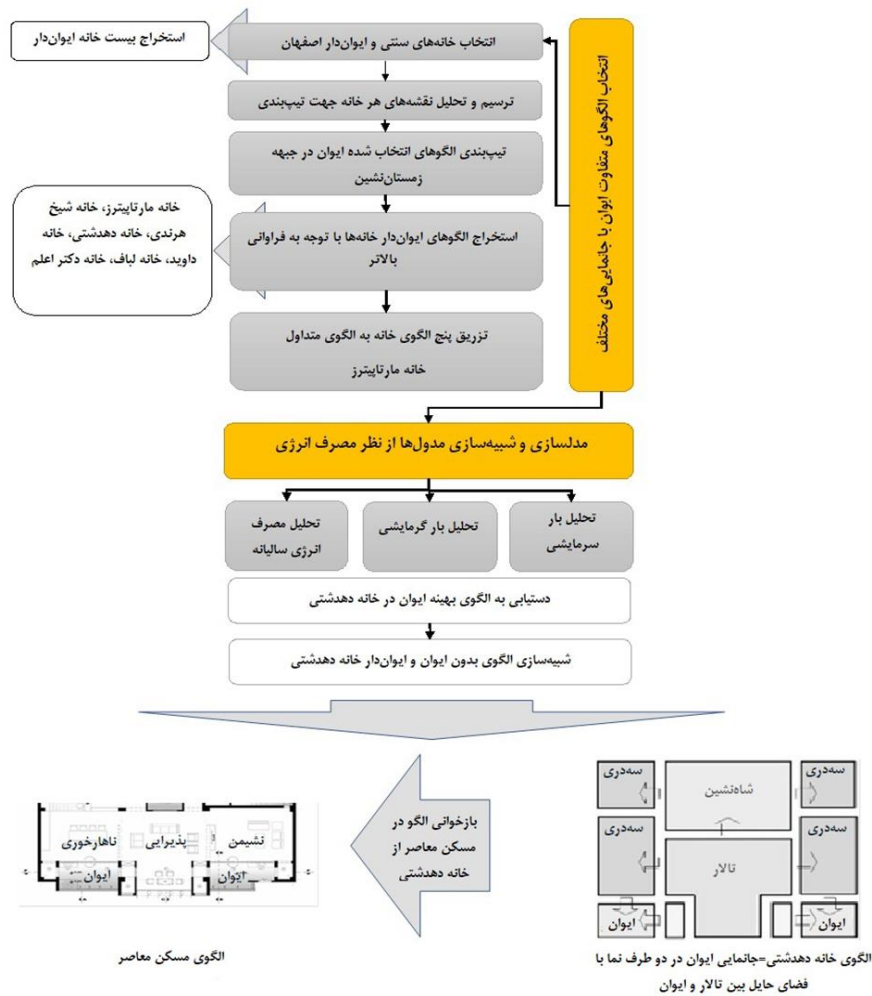 انتخاب الگوهای متفاوت ایوان با جانمایی‌های مختلف
انتخاب خانه‌های سنتی و ایوان‌دار اصفهان
استخراج بیست خانه ایوان‌دار
ترسیم و تحلیل نقشه‌های هر خانه جهت تیپ‌بندی
تیپ‌بندی الگوهای انتخاب شده ایوان در جبهه
زمستان‌نشین
استخراج الگوهای ایوان‌دار خانه‌ها با توجه به فراوانی
بالاتر
خانه مارتاپیترز، خانه شیخ
هرندی، خانه دهدشتی، خانه
داوید، خانه لباف، خانه دکتر اعلم
تزریق پنج الگوی خانه به الگوی متداول
خانه مارتاپیترز
مدلسازی و شبیه‌سازی مدول‌ها از نظر مصرف انرژی
تحلیل بار
سرمایشی
تحلیل بار گرمایشی
تحلیل مصرف
انرژی سالیانه
دستیابی به الگوی بهینه ایوان در خانه دهدشتی
شبیه‌سازی الگوی بدون ایوان و ایوان‌دار خانه دهدشتی
سه‌دری
شاه‌نشین
سه‌دری
سه‌دری
تالار
سه‌دری
ایوان
ایوان
الگوی خانه دهدشتی=جانمایی ایوان در دو طرف نما با
فضای حایل بین تالار و ایوان
بازخوانی الگو در
مسکن معاصر از
خانه دهدشتی
نشیمن
پذیرایی
ناهارخوری
ایوان
ایوان
الگوی مسکن معاصر